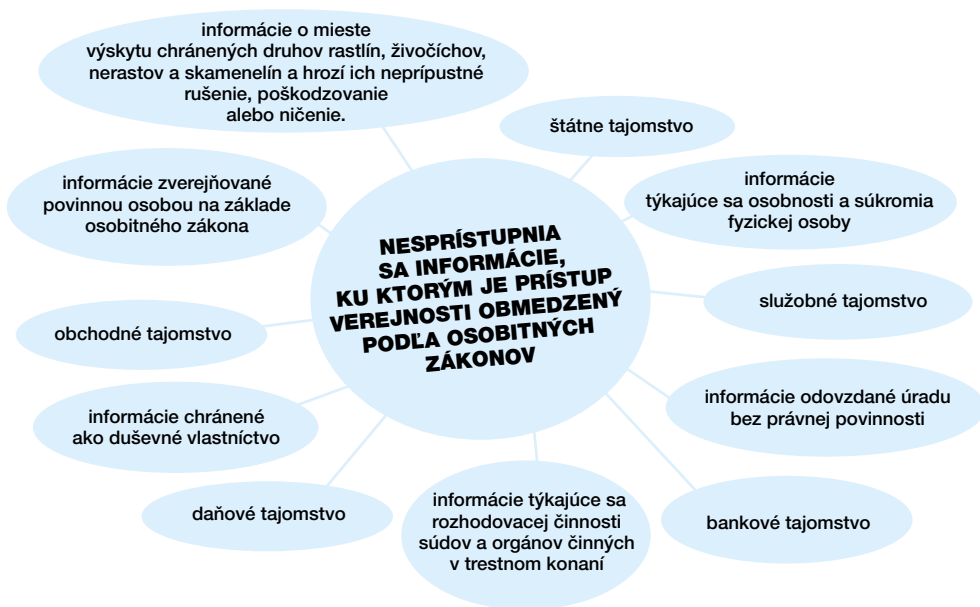 informácie o mieste
výskytu chránených druhov rastlín, živočíchov,
nerastov a skamenelín a hrozí ich neprípustné
rušenie, poškodzovanie
alebo ničenie.
štátne tajomstvo
informácie zverejňované
povinnou osobou na základe
osobitného zákona
informácie
týkajúce sa osobnosti a súkromia
fyzickej osoby
NESPRÍSTUPNIA
SA INFORMÁCIE,
KU KTORÝM JE PRÍSTUP
VEREJNOSTI OBMEDZENÝ
PODĽA OSOBITNÝCH
ZÁKONOV
obchodné tajomstvo
služobné tajomstvo
informácie chránené
ako duševné vlastníctvo
informácie odovzdané úradu
bez právnej povinnosti
daňové tajomstvo
informácie týkajúce sa
rozhodovacej činnosti
súdov a orgánov činných
v trestnom konaní
bankové tajomstvo